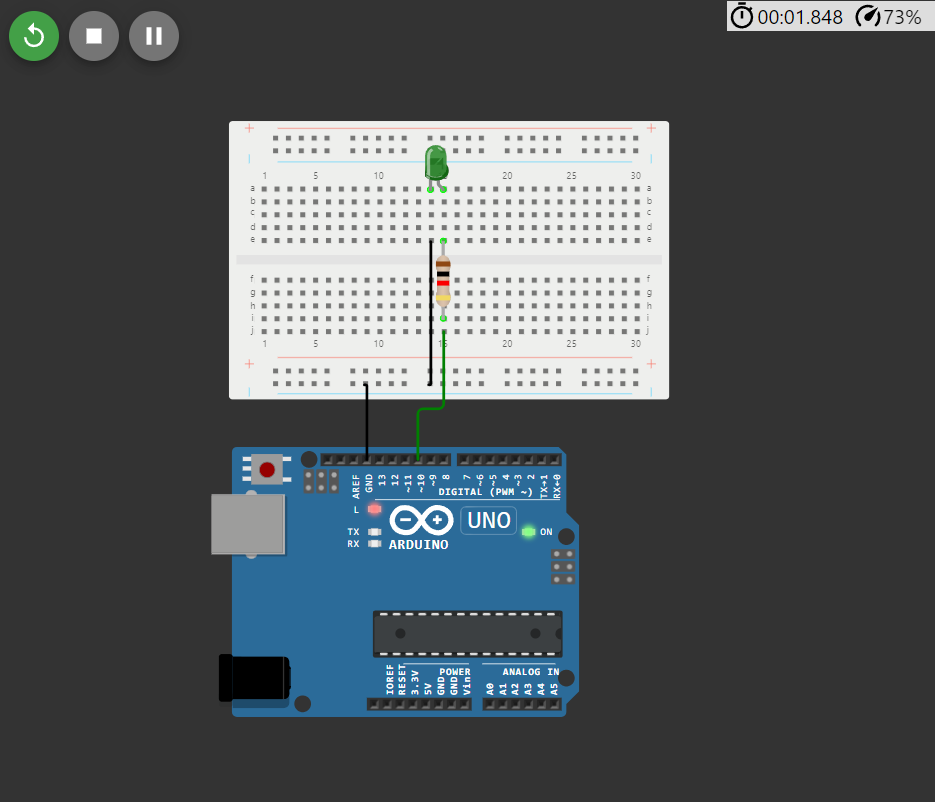 00:01.848 73%
+ +
1 5 10 20 25 30
a a
b b
c c
d d
e e
f f
g g
h h
i i
j j
1 5 10 15 20 25 30
+ +
AREF
GND
13
12
~11
~10
~9
8
7
~6
~5
4
~3
2
TX→1
RX←0
DIGITAL (PWM ~)
L
TX
RX
UNO
ON
ARDUINO
IOREF
RESET
3.3V
5V
GND
GND
Vin
POWER
ANALOG IN
A0
A1
A2
A3
A4
A5